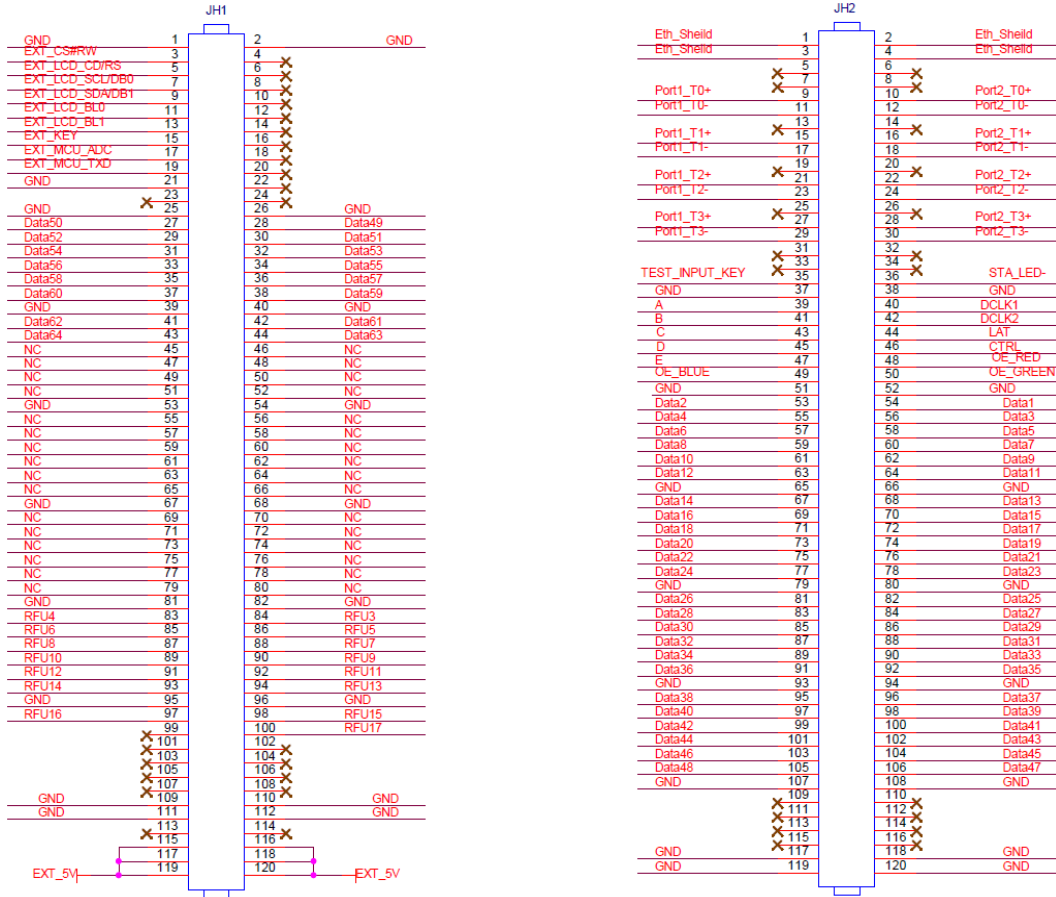 JH1
GND 1 2 GND
EXT_CS#RW 3 4
EXT_LCD_CD/RS 5 6
EXT_LCD_SCL/DB0 7 8
EXT_LCD_SDA/DB1 9 10
EXT_LCD_BL0 11 12
EXT_LCD_BL1 13 14
EXT_KEY 15 16
EXT_MCU_ADC 17 18
EXT_MCU_TXD 19 20
GND 21 22
23 24
GND 25 26 GND
Data50 27 28 Data49
Data52 29 30 Data51
Data54 31 32 Data53
Data56 33 34 Data55
Data58 35 36 Data57
Data60 37 38 Data59
GND 39 40 GND
Data62 41 42 Data61
Data64 43 44 Data63
NC 45 46 NC
NC 47 48 NC
NC 49 50 NC
NC 51 52 NC
GND 53 54 GND
NC 55 56 NC
NC 57 58 NC
NC 59 60 NC
NC 61 62 NC
NC 63 64 NC
NC 65 66 NC
GND 67 68 GND
NC 69 70 NC
NC 71 72 NC
NC 73 74 NC
NC 75 76 NC
NC 77 78 NC
NC 79 80 NC
GND 81 82 GND
RFU4 83 84 RFU3
RFU6 85 86 RFU5
RFU8 87 88 RFU7
RFU10 89 90 RFU9
RFU12 91 92 RFU11
RFU14 93 94 RFU13
GND 95 96 GND
RFU16 97 98 RFU15
99 100 RFU17
101 102
103 104
105 106
107 108
GND 109 110 GND
GND 111 112 GND
113 114
115 116
117 118
EXT_5V 119 120 EXT_5V
JH2
Eth_Sheild 1 2 Eth_Sheild
Eth_Sheild 3 4 Eth_Sheild
5 6
7 8
Port1_T0+ 9 10 Port2_T0+
Port1_T0- 11 12 Port2_T0-
13 14
Port1_T1+ 15 16 Port2_T1+
Port1_T1- 17 18 Port2_T1-
19 20
Port1_T2+ 21 22 Port2_T2+
Port1_T2- 23 24 Port2_T2-
25 26
Port1_T3+ 27 28 Port2_T3+
Port1_T3- 29 30 Port2_T3-
31 32
33 34
TEST_INPUT_KEY 35 36 STA_LED-
GND 37 38 GND
A 39 40 DCLK1
B 41 42 DCLK2
C 43 44 LAT
D 45 46 CTRL
E 47 48 OE_RED
OE_BLUE 49 50 OE_GREEN
GND 51 52 GND
Data2 53 54 Data1
Data4 55 56 Data3
Data6 57 58 Data5
Data8 59 60 Data7
Data10 61 62 Data9
Data12 63 64 Data11
GND 65 66 GND
Data14 67 68 Data13
Data16 69 70 Data15
Data18 71 72 Data17
Data20 73 74 Data19
Data22 75 76 Data21
Data24 77 78 Data23
GND 79 80 GND
Data26 81 82 Data25
Data28 83 84 Data27
Data30 85 86 Data29
Data32 87 88 Data31
Data34 89 90 Data33
Data36 91 92 Data35
GND 93 94 GND
Data38 95 96 Data37
Data40 97 98 Data39
Data42 99 100 Data41
Data44 101 102 Data43
Data46 103 104 Data45
Data48 105 106 Data47
GND 107 108 GND
109 110
111 112
113 114
115 116
GND 117 118 GND
GND 119 120 GND